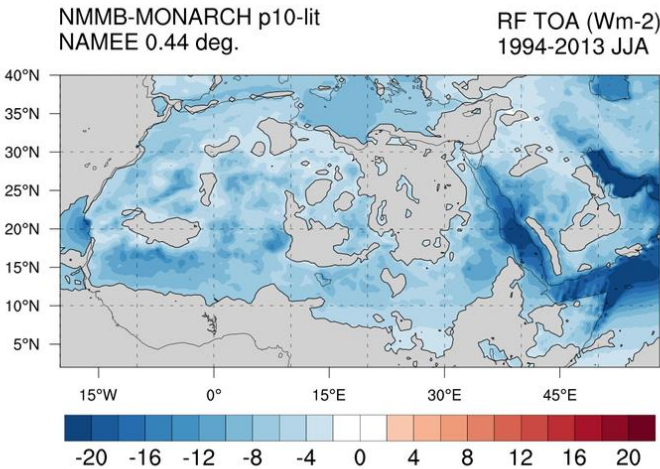 NMMB-MONARCH p10-lit
NAMEE 0.44 deg.
RF TOA (Wm-2)
1994-2013 JJA
40°N
35°N
30°N
25°N
20°N
15°N
10°N
5°N
15°W 0° 15°E 30°E 45°E
-20 -16 -12 -8 -4 0 4 8 12 16 20